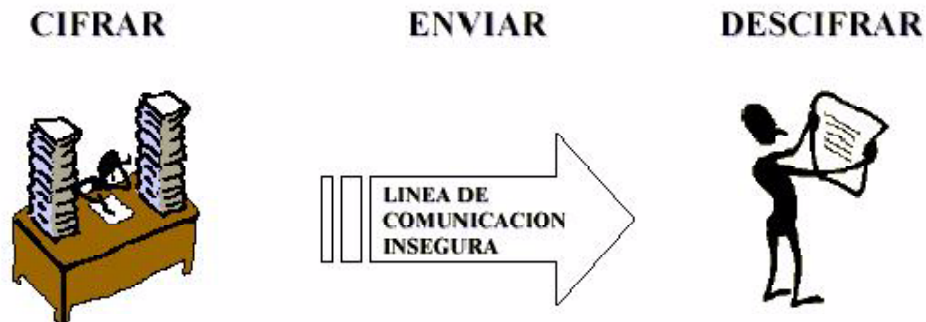 CIFRAR
ENVIAR
DESCIFRAR
LINEA DE
COMUNICACION
INSEGURA